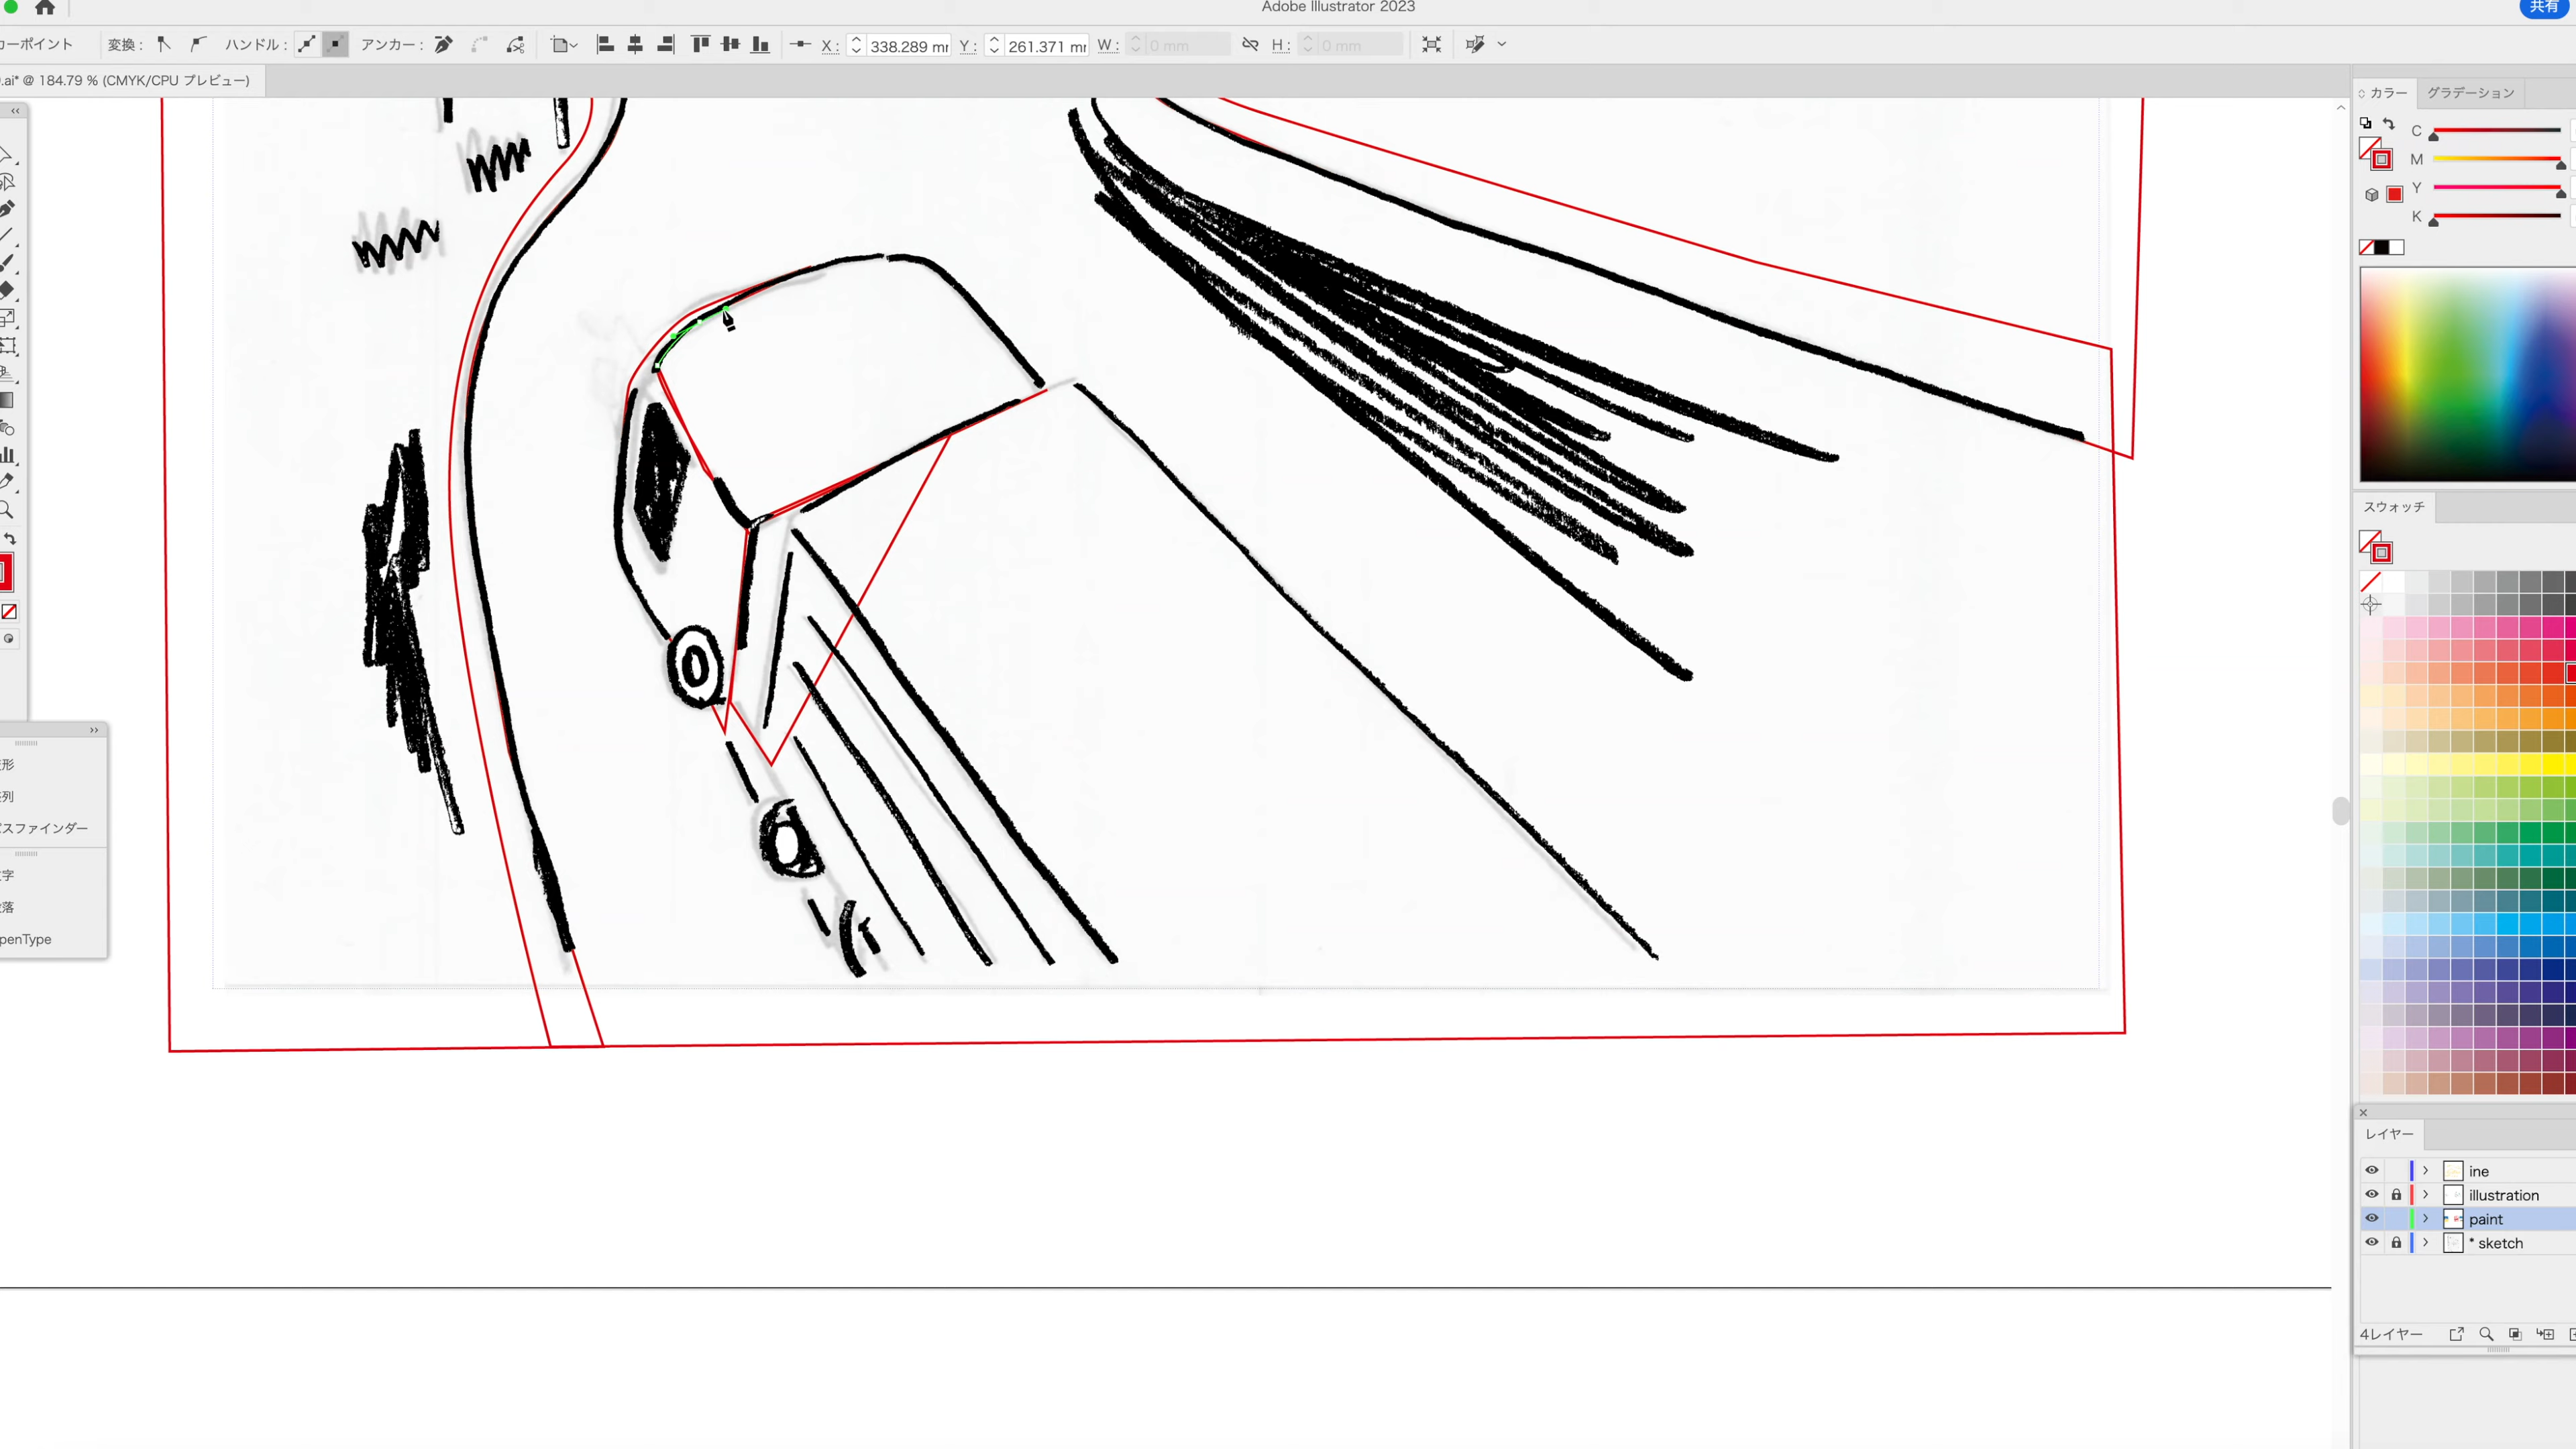 Adobe Illustrator 2023
共有
カーポイント 変換 : ハンドル : アンカー : X : 338.289 mm Y : 261.371 mm W : 0 mm H : 0 mm
.ai* @ 184.79 % (CMYK/CPU プレビュー)
カラー グラデーション
C
M
Y
K
スウォッチ
形
列
パスファインダー
字
落
penType
レイヤー
ine
illustration
paint
* sketch
4レイヤー